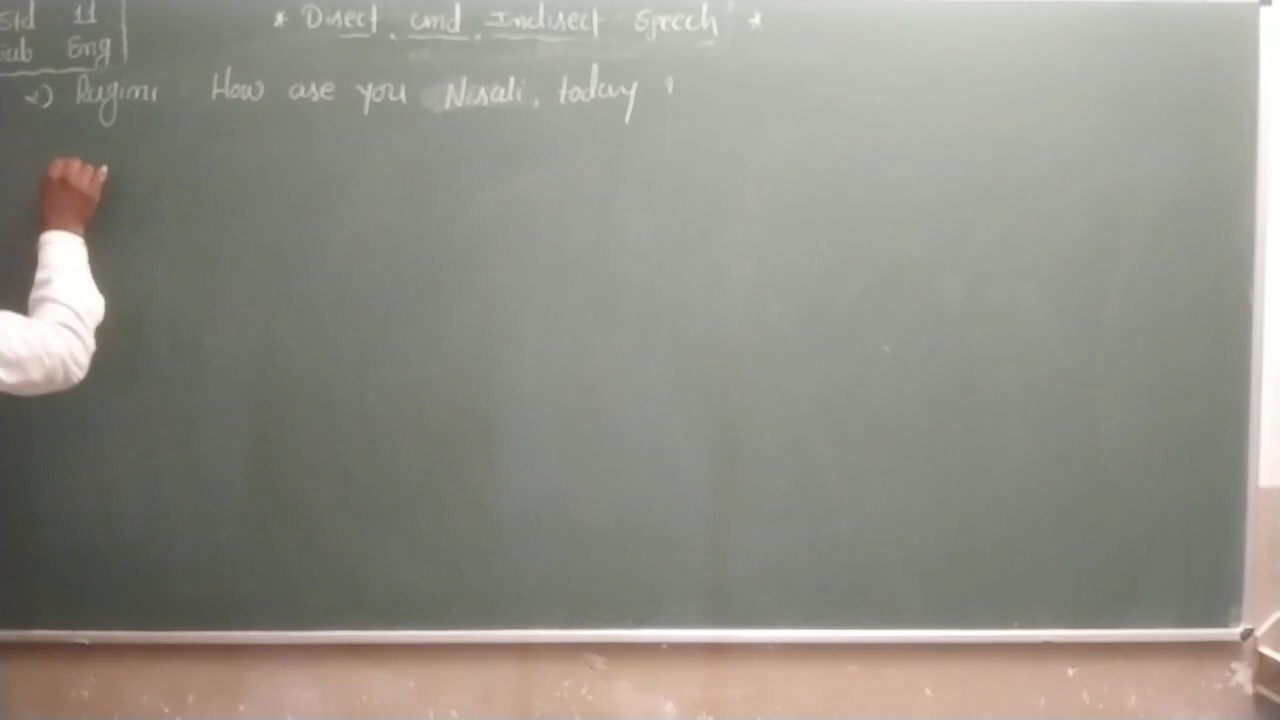 Std 11
Sub Eng
* Direct and Indirect Speech *
Ragini : How are you Nisali, today ?